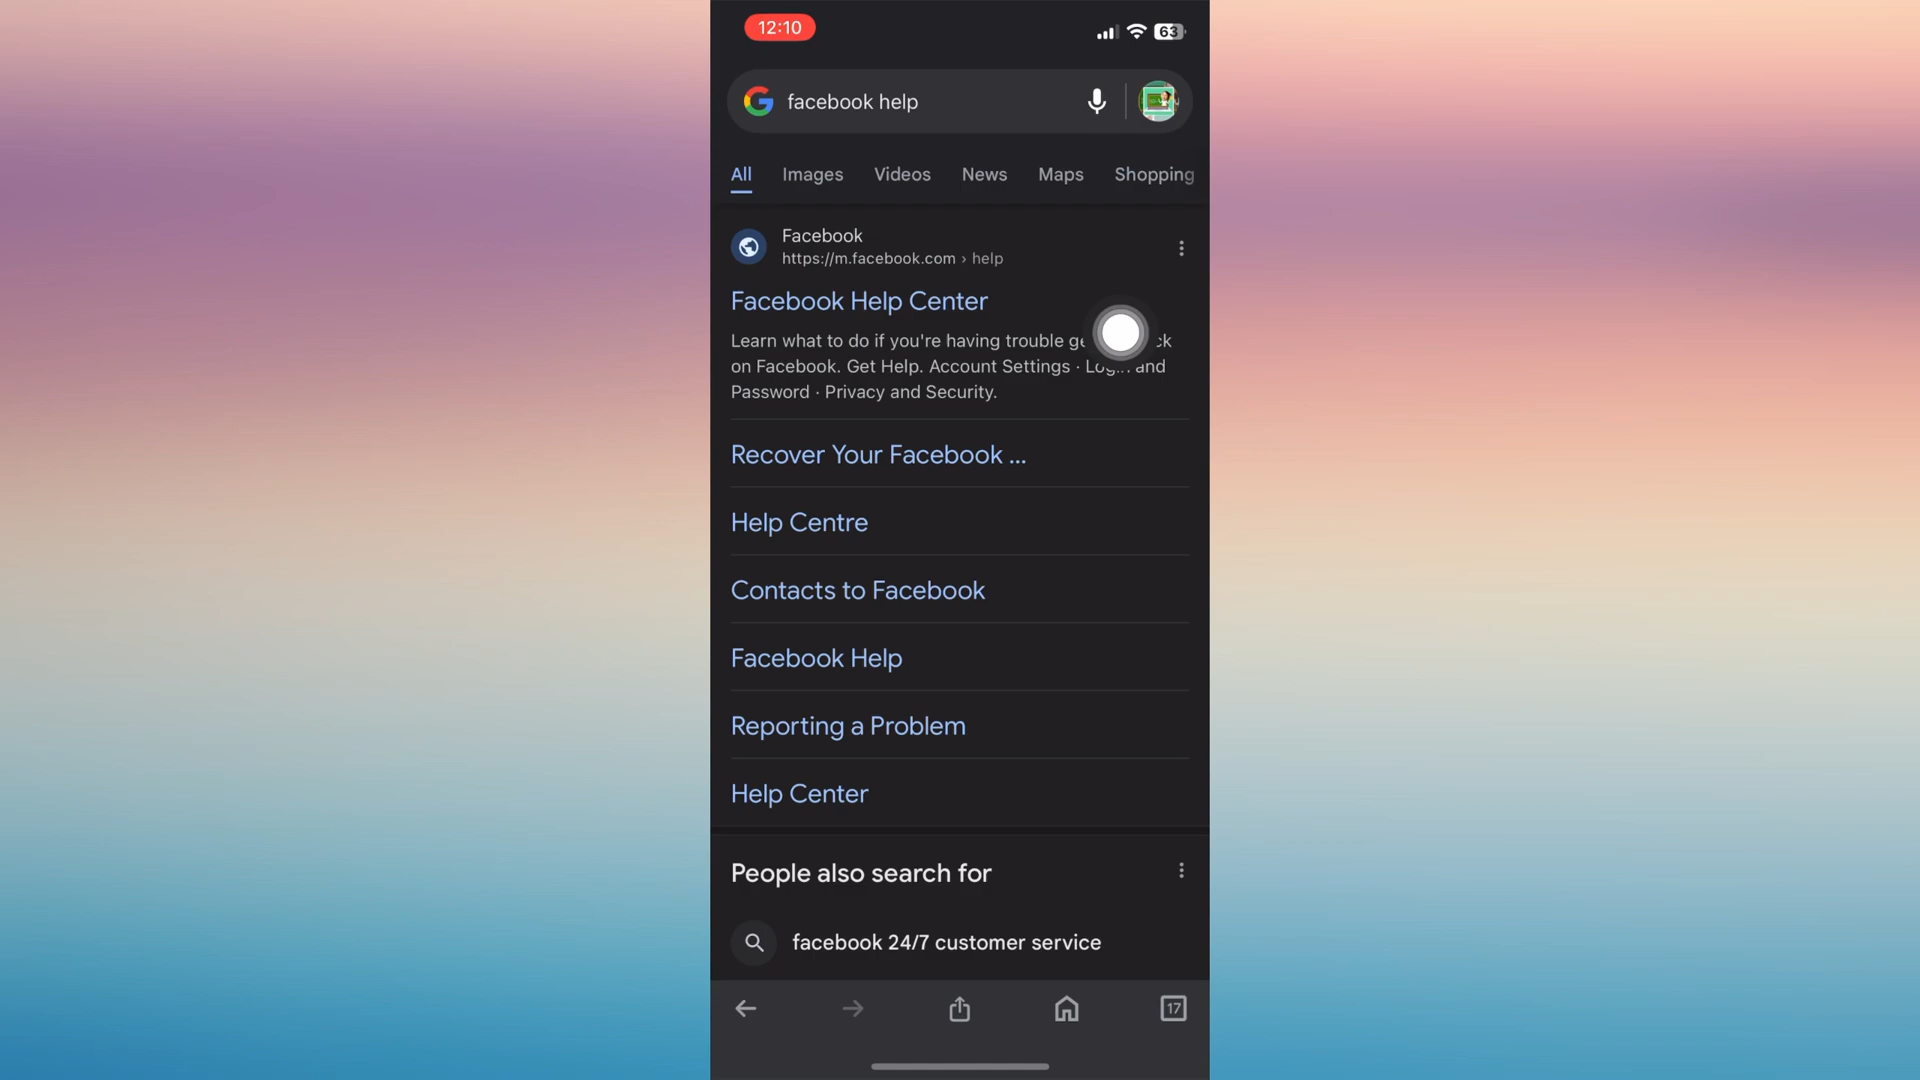 12:10
63
facebook help
All Images Videos News Maps Shopping
Facebook
https://m.facebook.com › help
Facebook Help Center
Learn what to do if you're having trouble
on Facebook. Get Help. Account Settings · and
Password · Privacy and Security.
Recover Your Facebook ...
Help Centre
Contacts to Facebook
Facebook Help
Reporting a Problem
Help Center
People also search for
facebook 24/7 customer service
17